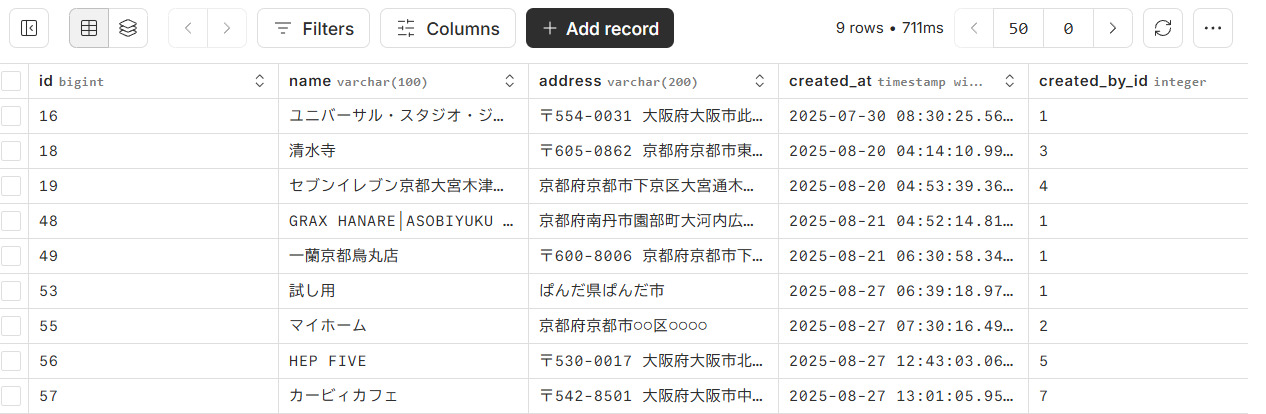 Filters Columns + Add record 9 rows • 711ms 50 0
id bigint name varchar(100) address varchar(200) created_at timestamp wi... created_by_id integer
16 ユニバーサル・スタジオ・ジ... 〒554-0031 大阪府大阪市此... 2025-07-30 08:30:25.56... 1
18 清水寺 〒605-0862 京都府京都市東... 2025-08-20 04:14:10.99... 3
19 セブンイレブン京都大宮木津... 京都府京都市下京区大宮通木... 2025-08-20 04:53:39.36... 4
48 GRAX HANARE│ASOBIYUKU ... 京都府南丹市園部町大河内広... 2025-08-21 04:52:14.81... 1
49 一蘭京都烏丸店 〒600-8006 京都府京都市下... 2025-08-21 06:30:58.34... 1
53 試し用 ぱんだ県ぱんだ市 2025-08-27 06:39:18.97... 1
55 マイホーム 京都府京都市○○区○○○○ 2025-08-27 07:30:16.49... 2
56 HEP FIVE 〒530-0017 大阪府大阪市北... 2025-08-27 12:43:03.06... 5
57 カービィカフェ 〒542-8501 大阪府大阪市中... 2025-08-27 13:01:05.95... 7